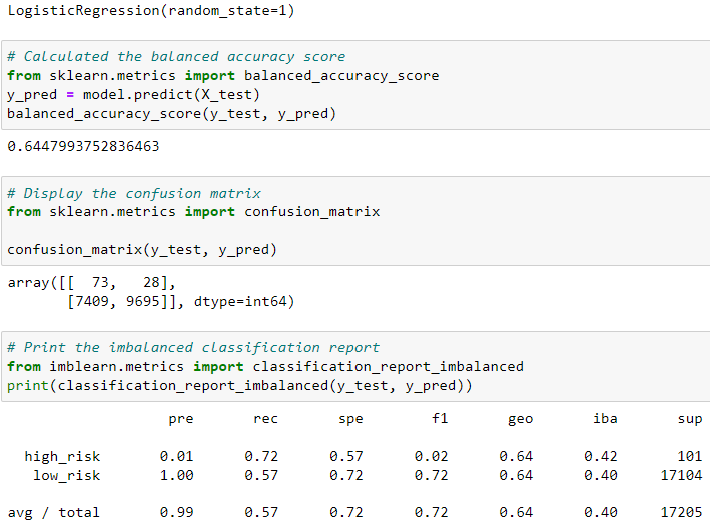 LogisticRegression(random_state=1)
# Calculated the balanced accuracy score
from sklearn.metrics import balanced_accuracy_score
y_pred = model.predict(X_test)
balanced_accuracy_score(y_test, y_pred)
0.6447993752836463
# Display the confusion matrix
from sklearn.metrics import confusion_matrix
confusion_matrix(y_test, y_pred)
array([[  73,   28],
       [7409, 9695]], dtype=int64)
# Print the imbalanced classification report
from imblearn.metrics import classification_report_imbalanced
print(classification_report_imbalanced(y_test, y_pred))
pre rec spe f1 geo iba sup
high_risk 0.01 0.72 0.57 0.02 0.64 0.42 101
low_risk 1.00 0.57 0.72 0.72 0.64 0.40 17104
avg / total 0.99 0.57 0.72 0.72 0.64 0.40 17205